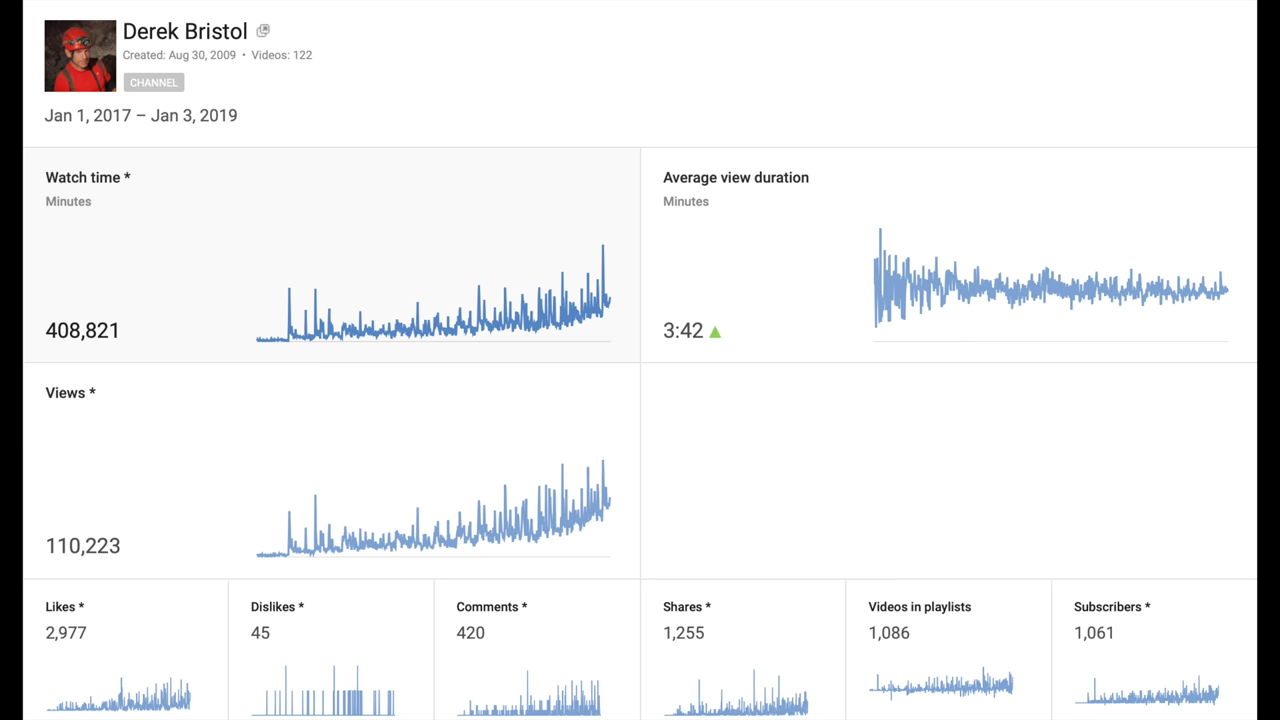 Derek Bristol
Created: Aug 30, 2009 • Videos: 122
CHANNEL
Jan 1, 2017 – Jan 3, 2019
Watch time *
Minutes
408,821
Average view duration
Minutes
3:42
Views *
110,223
Likes *
2,977
Dislikes *
45
Comments *
420
Shares *
1,255
Videos in playlists
1,086
Subscribers *
1,061